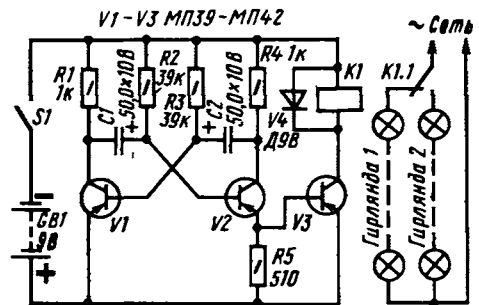 V1–V3 МП39–МП42
~ Сеть
R1
1к
R2
39к
R3
39к
R4 1к
C1
50,0×10В
C2
50,0×10В
V4
Д9В
K1
K1.1
S1
V1
V2
V3
R5
510
GB1
9В
Гирлянда 1
Гирлянда 2